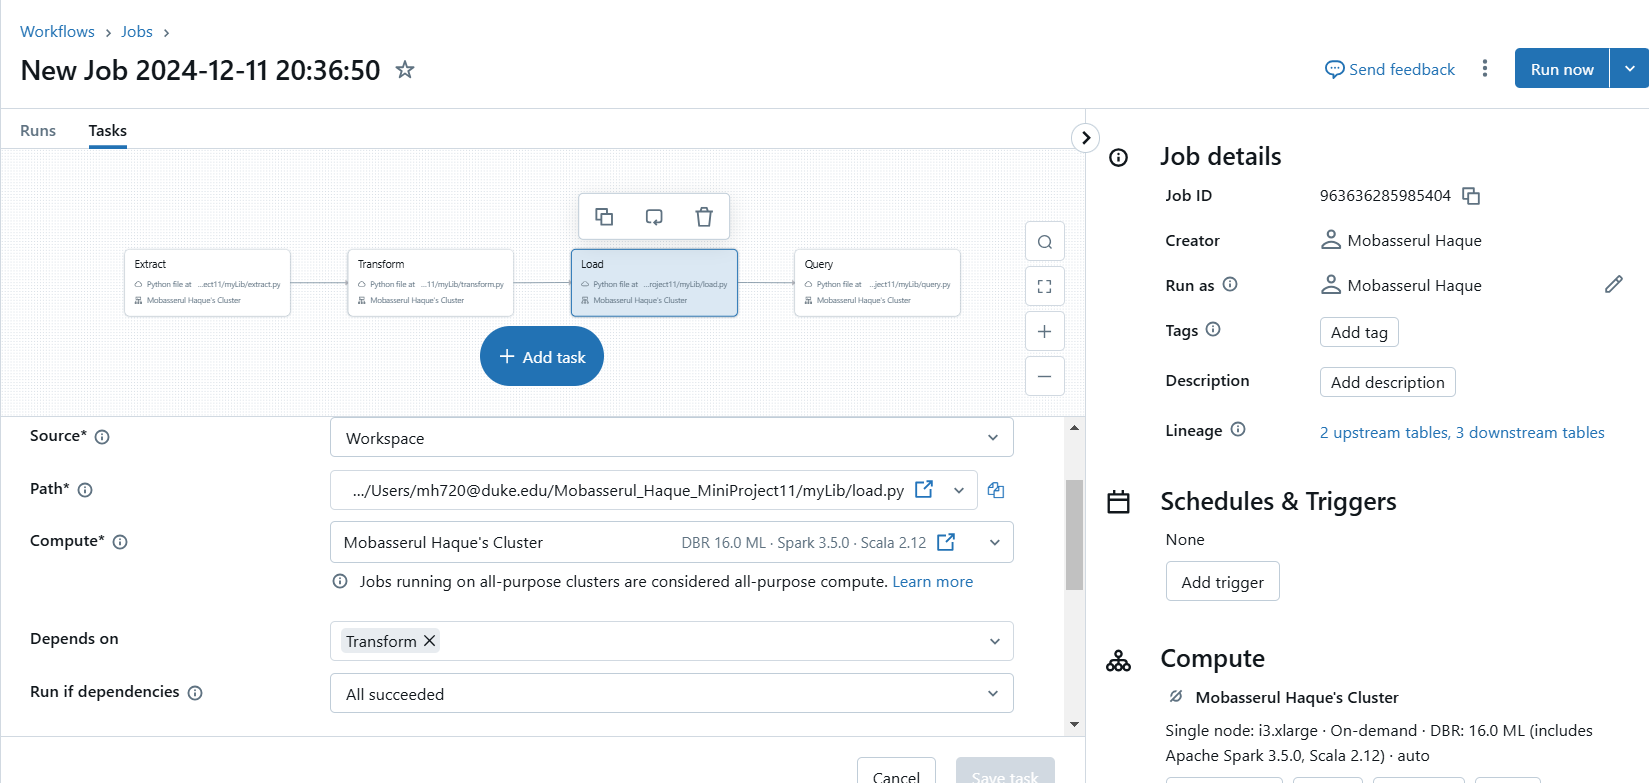 Workflows > Jobs >
New Job 2024-12-11 20:36:50
Send feedback
Run now
Runs
Tasks
Extract
Python file at ...ect11/myLib/extract.py
Mobasserul Haque's Cluster
Transform
Python file at ...11/myLib/transform.py
Mobasserul Haque's Cluster
Load
Python file at ...roject11/myLib/load.py
Mobasserul Haque's Cluster
Query
Python file at ...ject11/myLib/query.py
Mobasserul Haque's Cluster
+ Add task
Source*
Workspace
Path*
.../Users/mh720@duke.edu/Mobasserul_Haque_MiniProject11/myLib/load.py
Compute*
Mobasserul Haque's Cluster
DBR 16.0 ML · Spark 3.5.0 · Scala 2.12
Jobs running on all-purpose clusters are considered all-purpose compute. Learn more
Depends on
Transform
Run if dependencies
All succeeded
Cancel
Save task
Job details
Job ID
963636285985404
Creator
Mobasserul Haque
Run as
Mobasserul Haque
Tags
Add tag
Description
Add description
Lineage
2 upstream tables, 3 downstream tables
Schedules & Triggers
None
Add trigger
Compute
Mobasserul Haque's Cluster
Single node: i3.xlarge · On-demand · DBR: 16.0 ML (includes
Apache Spark 3.5.0, Scala 2.12) · auto